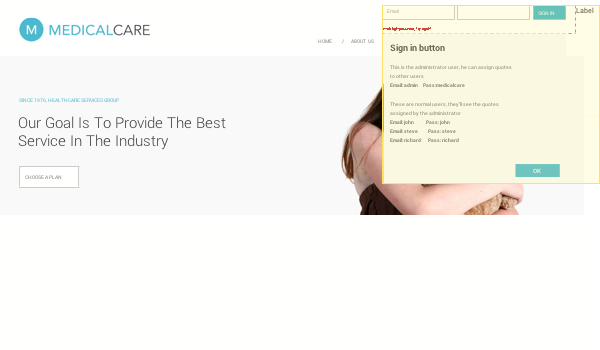 M MEDICALCARE
HOME / ABOUT US
Email
SIGN IN
Label
Sign in button
This is the administrator user, he can assign quotes
to other users
Email: admin Pass: medicalcare
These are normal users, they'll see the quotes
assigned by the administrator
Email: john Pass: john
Email: steve Pass: steve
Email: richard Pass: richard
OK
SINCE 1970, HEALTHCARE SERVICES GROUP
Our Goal Is To Provide The Best
Service In The Industry
CHOOSE A PLAN